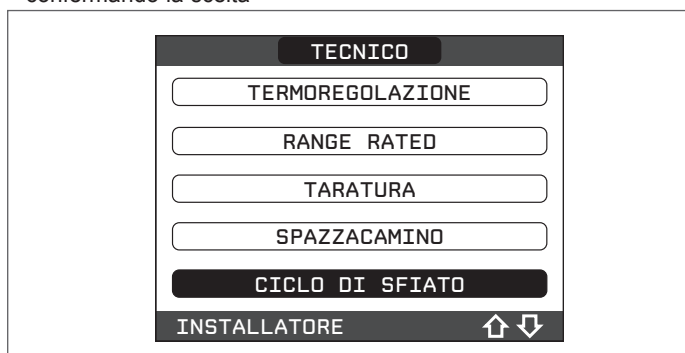 confermando la scelta
TECNICO
TERMOREGOLAZIONE
RANGE RATED
TARATURA
SPAZZACAMINO
CICLO DI SFIATO
INSTALLATORE